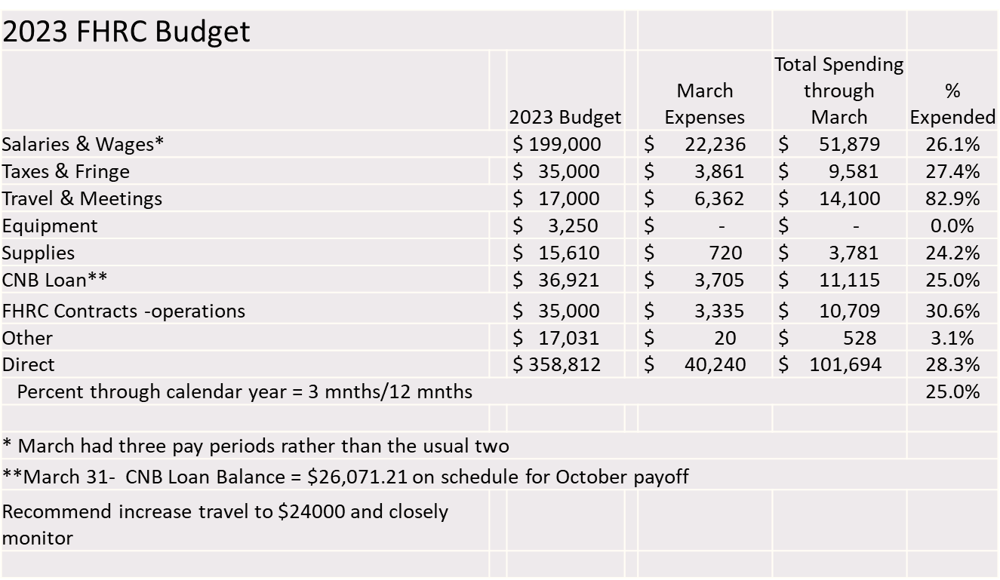 2023 FHRC Budget
2023 Budget March Expenses Total Spending through March % Expended
Salaries & Wages* $ 199,000 $ 22,236 $ 51,879 26.1%
Taxes & Fringe $ 35,000 $ 3,861 $ 9,581 27.4%
Travel & Meetings $ 17,000 $ 6,362 $ 14,100 82.9%
Equipment $ 3,250 $ - $ - 0.0%
Supplies $ 15,610 $ 720 $ 3,781 24.2%
CNB Loan** $ 36,921 $ 3,705 $ 11,115 25.0%
FHRC Contracts -operations $ 35,000 $ 3,335 $ 10,709 30.6%
Other $ 17,031 $ 20 $ 528 3.1%
Direct $ 358,812 $ 40,240 $ 101,694 28.3%
Percent through calendar year = 3 mnths/12 mnths 25.0%
* March had three pay periods rather than the usual two
**March 31- CNB Loan Balance = $26,071.21 on schedule for October payoff
Recommend increase travel to $24000 and closely
monitor